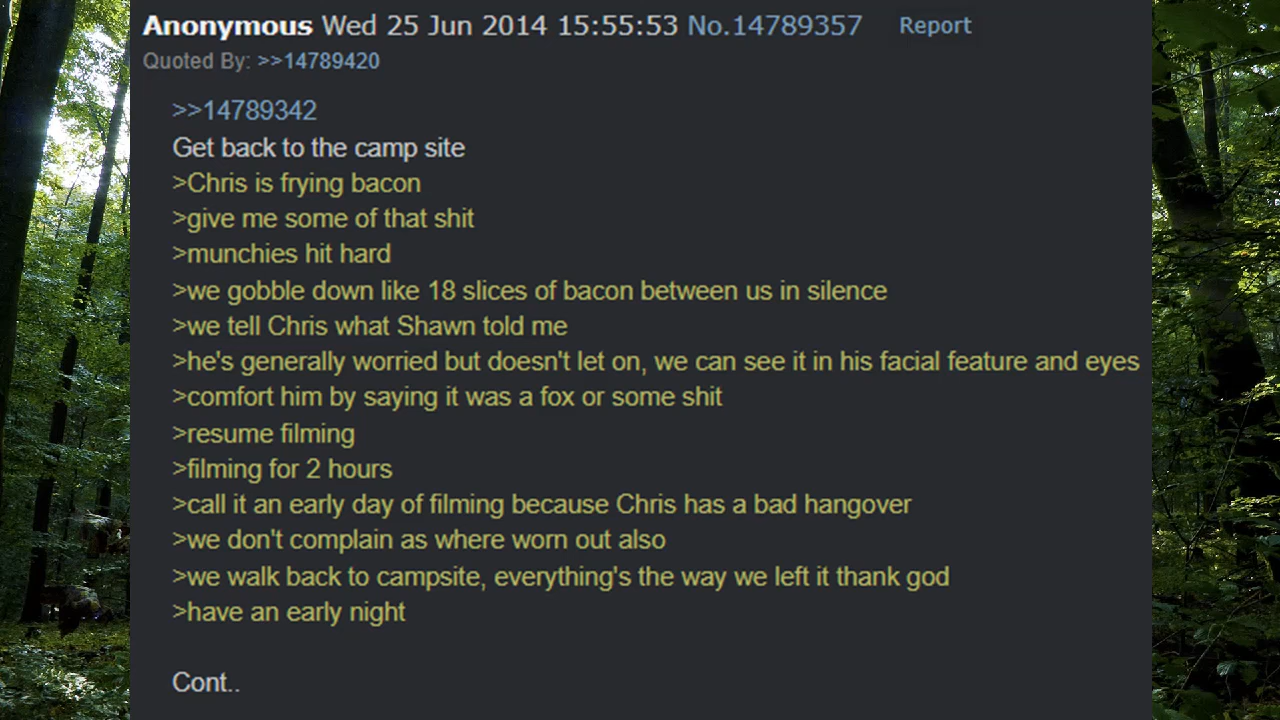 Anonymous Wed 25 Jun 2014 15:55:53 No.14789357 Report
Quoted By: >>14789420
>>14789342
Get back to the camp site
>Chris is frying bacon
>give me some of that shit
>munchies hit hard
>we gobble down like 18 slices of bacon between us in silence
>we tell Chris what Shawn told me
>he's generally worried but doesn't let on, we can see it in his facial feature and eyes
>comfort him by saying it was a fox or some shit
>resume filming
>filming for 2 hours
>call it an early day of filming because Chris has a bad hangover
>we don't complain as where worn out also
>we walk back to campsite, everything's the way we left it thank god
>have an early night
Cont..